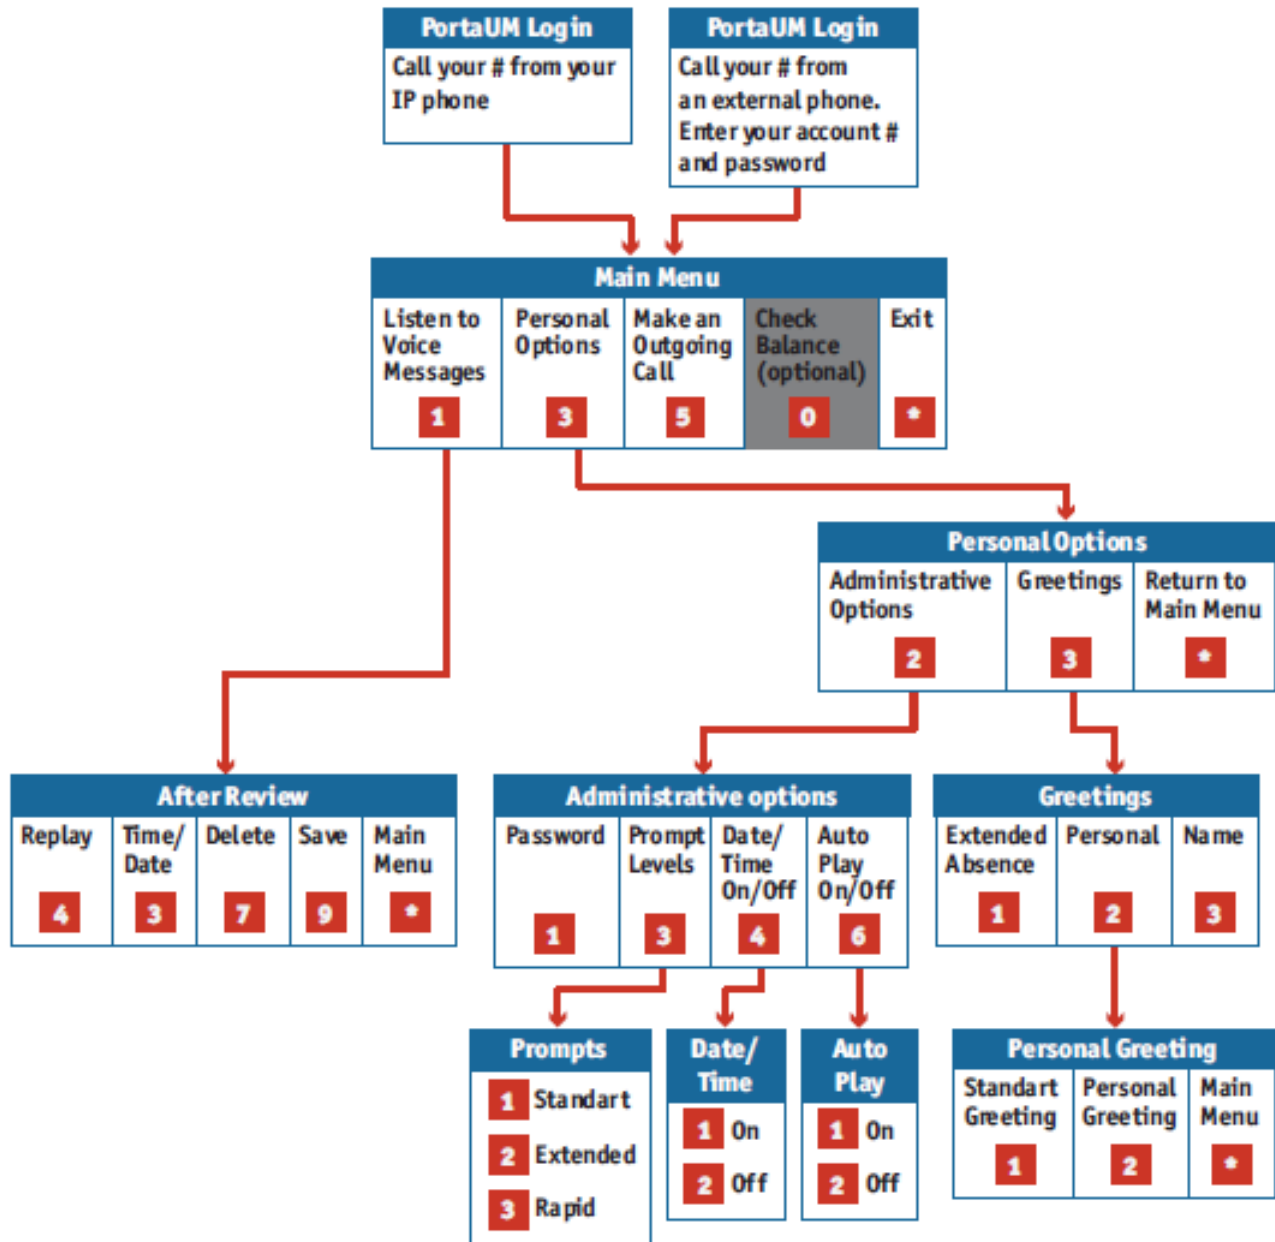 PortaUM Login
Call your # from your
IP phone
PortaUM Login
Call your # from
an external phone.
Enter your account #
and password
Main Menu
Listen to
Voice
Messages
1
Personal
Options
3
Make an
Outgoing
Call
5
Check
Balance
(optional)
0
Exit
*
Personal Options
Administrative
Options
2
Greetings
3
Return to
Main Menu
*
After Review
Replay
4
Time/
Date
3
Delete
7
Save
9
Main
Menu
*
Administrative options
Password
1
Prompt
Levels
3
Date/
Time
On/Off
4
Auto
Play
On/Off
6
Greetings
Extended
Absence
1
Personal
2
Name
3
Prompts
1 Standart
2 Extended
3 Rapid
Date/
Time
1 On
2 Off
Auto
Play
1 On
2 Off
Personal Greeting
Standart
Greeting
1
Personal
Greeting
2
Main
Menu
*